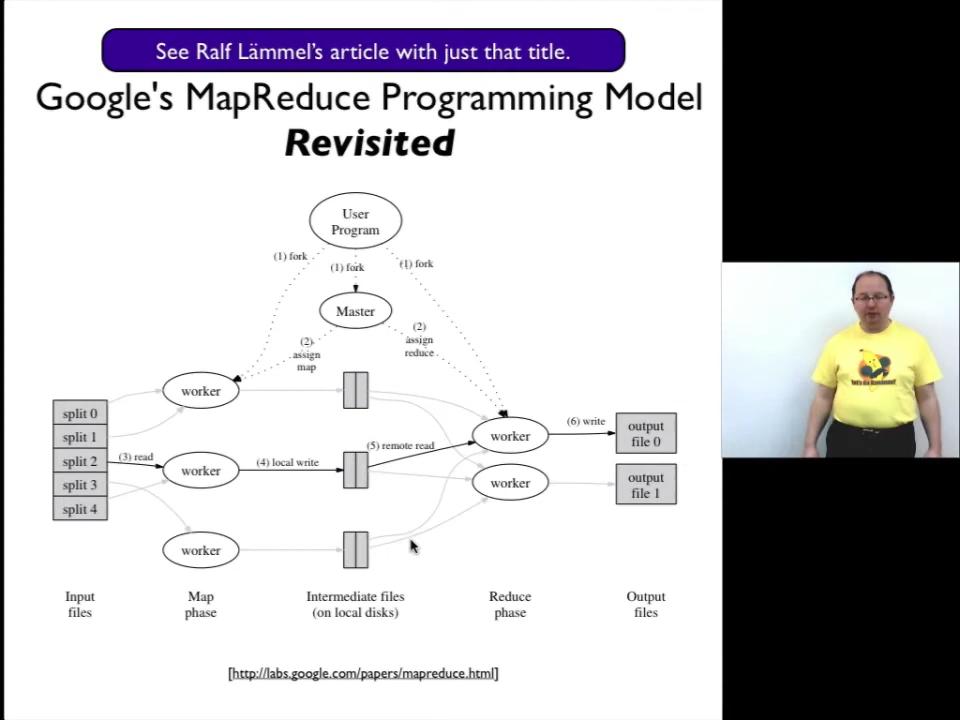 See Ralf Lämmel's article with just that title.
Google's MapReduce Programming Model
Revisited
User
Program
(1) fork
(1) fork
(1) fork
Master
(2)
assign
map
(2)
assign
reduce
worker
split 0
split 1
split 2
split 3
split 4
(3) read
worker
(4) local write
(5) remote read
worker
worker
worker
(6) write
output
file 0
output
file 1
Input
files
Map
phase
Intermediate files
(on local disks)
Reduce
phase
Output
files
[http://labs.google.com/papers/mapreduce.html]